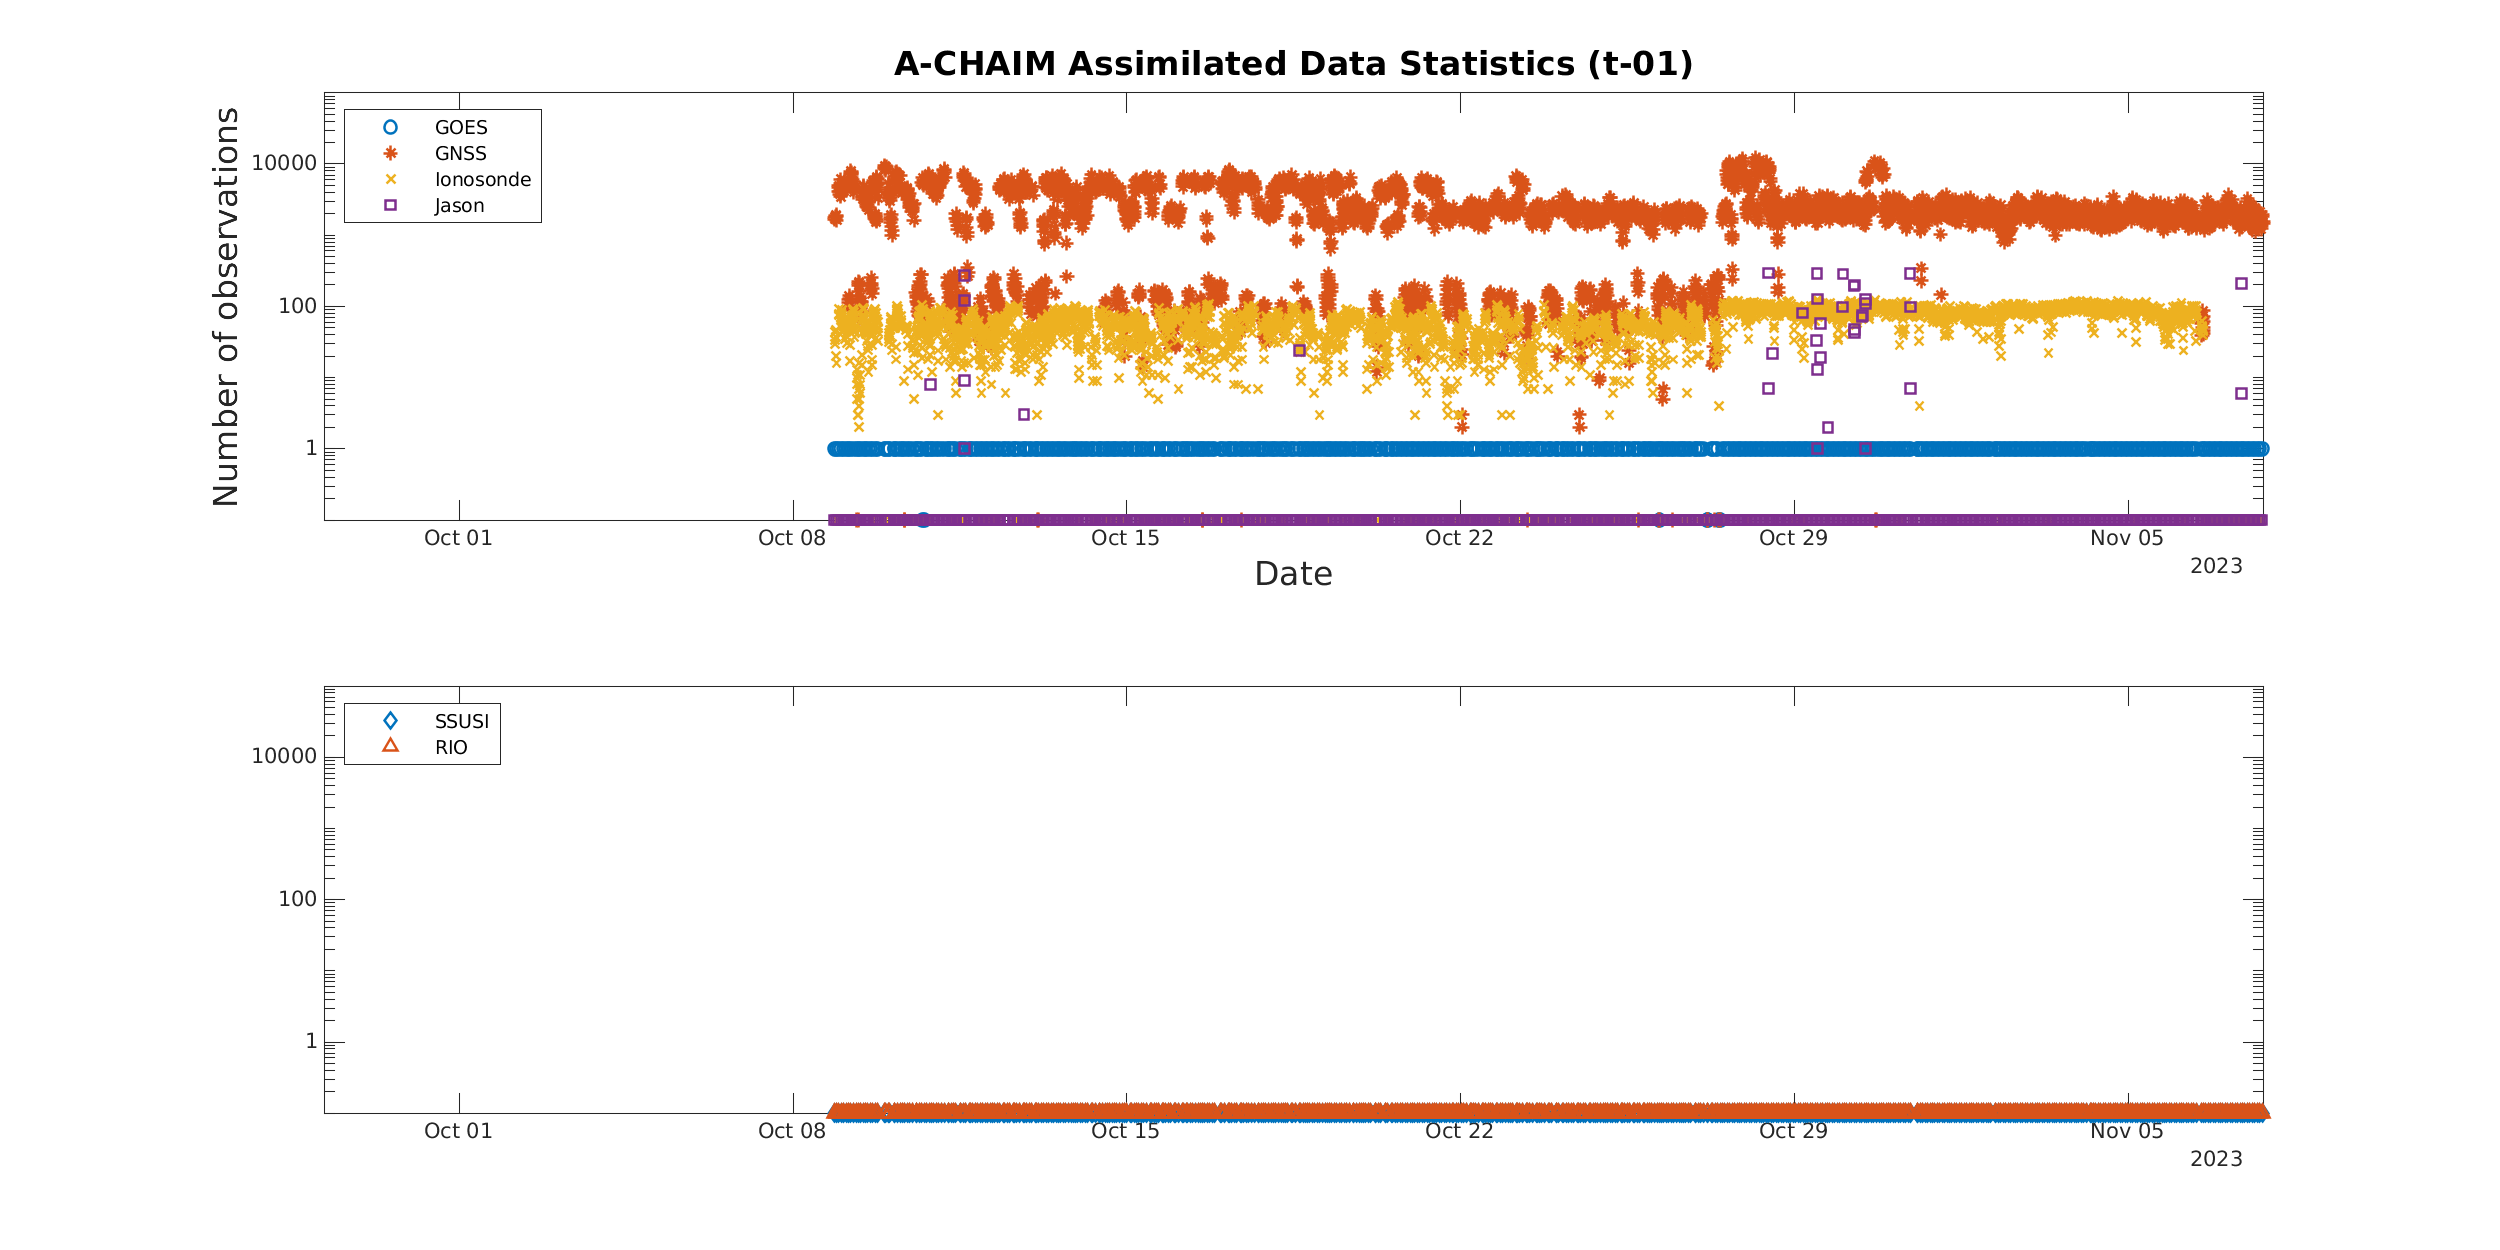 A-CHAIM Assimilated Data Statistics (t-01)
Number of observations
GOES
GNSS
Ionosonde
Jason
10000
100
1
Oct 01 Oct 08 Oct 15 Oct 22 Oct 29 Nov 05
2023
Date
SSUSI
RIO
10000
100
1
Oct 01 Oct 08 Oct 15 Oct 22 Oct 29 Nov 05
2023